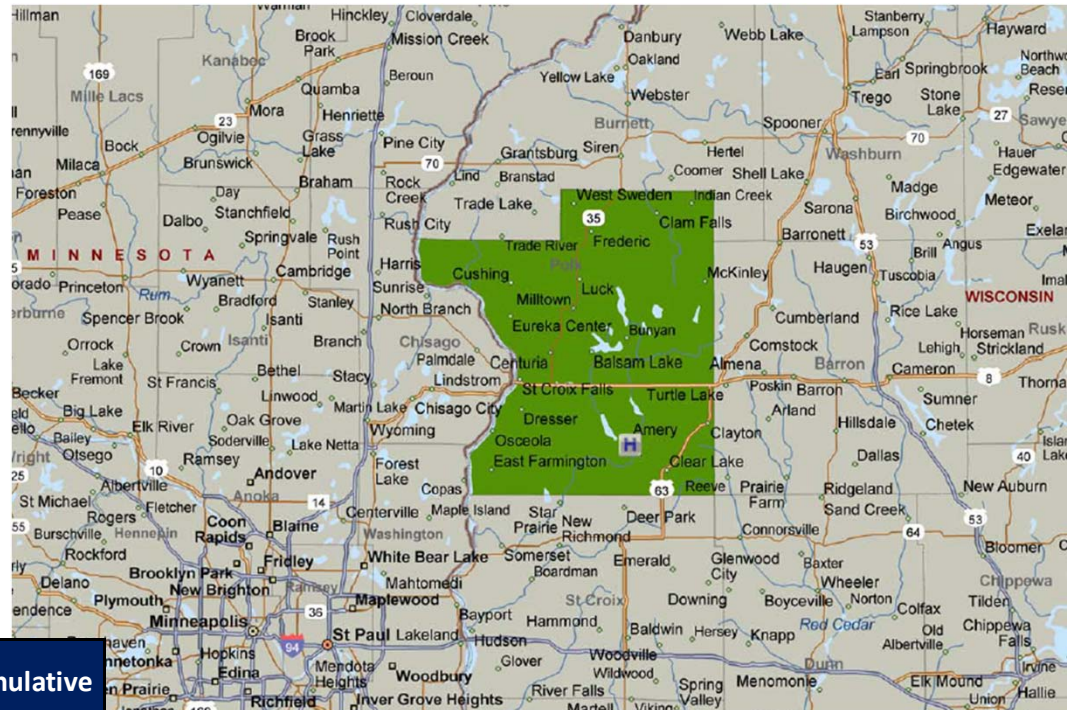 Hillman
Hinckley
Cloverdale
Danbury
Webb Lake
Stanberry
Lampson
Hayward
Brook
Park
Mission Creek
Oakland
Kanabec
169
Yellow Lake
Earl
Springbrook
Beach
Beroun
Mille Lacs
Quamba
Webster
Trego
Stone
Lake
Mora
Henriette
Burnett
23
Spooner
27
Ogilvie
Grass
Lake
Pine City
Siren
70
Bock
Brunswick
70
Grantsburg
Hertel
Washburn
Hauer
Milaca
Coomer
Shell Lake
Edgewater
Foreston
Day
Braham
Rock
Creek
Lind
Branstad
West Sweden
Indian Creek
Madge
Meteor
Pease
Dalbo
Stanchfield
Rush City
Trade Lake
35
Clam Falls
Sarona
Birchwood
Springvale
Rush
Point
Trade River
Frederic
Barronett
53
Angus
MINNESOTA
Harris
Polk
Brill
Cambridge
Cushing
McKinley
Haugen
Tuscobia
Princeton
Wyanett
Sunrise
Luck
Rum
Bradford
Stanley
North Branch
Milltown
WISCONSIN
Spencer Brook
Isanti
Eureka Center
Bunyan
Cumberland
Rice Lake
Horseman
Rusk
Orrock
Crown
Isanti
Branch
Chisago
Comstock
Lehigh
Strickland
Lake
Fremont
Palmdale
Centuria
Balsam Lake
Almena
Barron
Cameron
Becker
Bethel
Stacy
Lindstrom
St Francis
St Croix Falls
Turtle Lake
Poskin
Barron
8
Big Lake
Linwood
Martin Lake
Chisago City
Sumner
Oak Grove
Dresser
Arland
Elk River
Wyoming
Amery
Hillsdale
Chetek
Bailey
Soderville
Lake Netta
Osceola
H
Clayton
Otsego
Ramsey
Forest
Lake
East Farmington
Clear Lake
Dallas
40
10
Andover
25
Albertville
Anoka
Copas
63
Reeve
Prairie
Farm
Ridgeland
New Auburn
St Michael
Fletcher
14
Centerville
Maple Island
Star
Prairie
Deer Park
Sand Creek
Rogers
Coon
Rapids
Blaine
New
Richmond
Connorsville
53
55
Burschville
Hennepin
Washington
64
Rockford
Fridley
White Bear Lake
Somerset
Emerald
Glenwood
City
Baxter
Bloomer
Brooklyn Park
Delano
New Brighton
Ramsey
Mahtomedi
Boardman
Wheeler
Chippewa
Plymouth
Maplewood
St Croix
Downing
Boyceville
Norton
Colfax
Tilden
36
Bayport
Hammond
Red Cedar
Old
Albertville
Chippewa
Falls
Minneapolis
St Paul
Lakeland
Hudson
Baldwin
Hersey
Knapp
94
Hopkins
Edina
Mendota
Heights
Woodbury
Glover
Woodville
Dunn
Irvine
Wildwood
Menomonie
Elk Mound
Hallie
Richfield
Inver Grove Heights
River Falls
Spring
Valley
Union
Martell
Viking